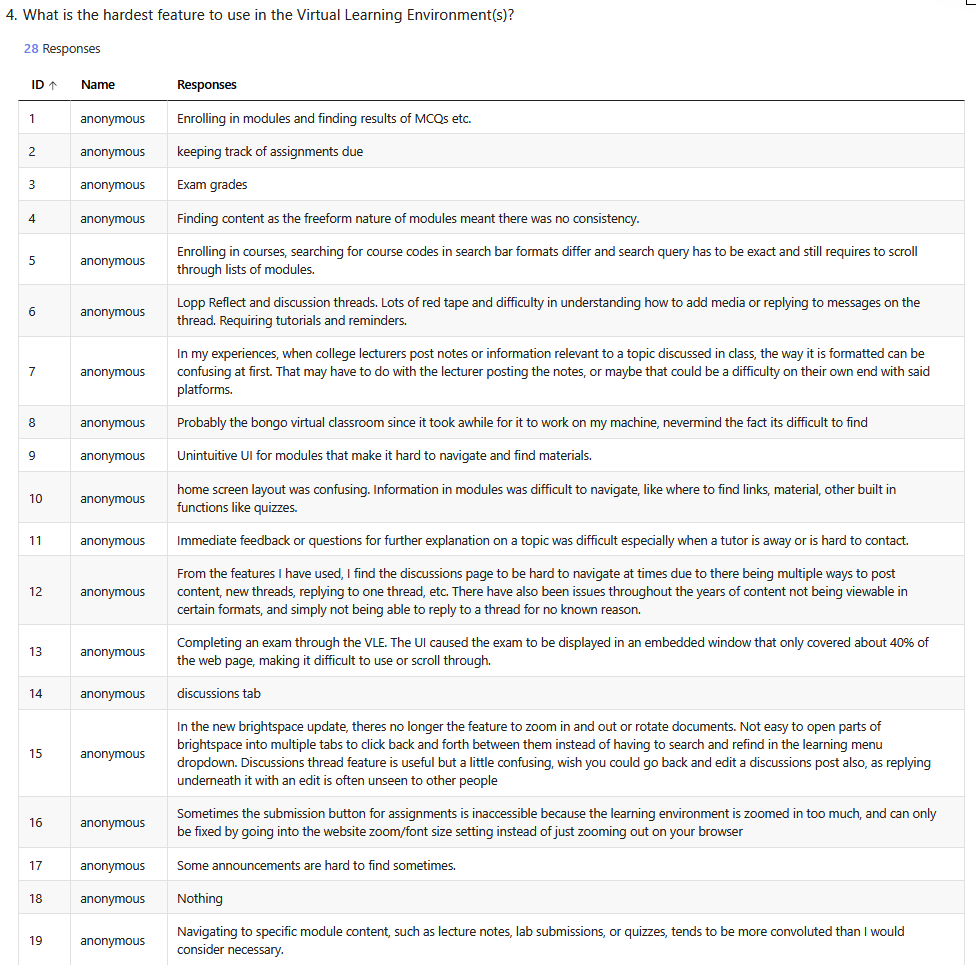 4. What is the hardest feature to use in the Virtual Learning Environment(s)?
28 Responses
ID ↑ Name Responses
1 anonymous Enrolling in modules and finding results of MCQs etc.
2 anonymous keeping track of assignments due
3 anonymous Exam grades
4 anonymous Finding content as the freeform nature of modules meant there was no consistency.
5 anonymous Enrolling in courses, searching for course codes in search bar formats differ and search query has to be exact and still requires to scroll
through lists of modules.
6 anonymous Lopp Reflect and discussion threads. Lots of red tape and difficulty in understanding how to add media or replying to messages on the
thread. Requiring tutorials and reminders.
7 anonymous In my experiences, when college lecturers post notes or information relevant to a topic discussed in class, the way it is formatted can be
confusing at first. That may have to do with the lecturer posting the notes, or maybe that could be a difficulty on their own end with said
platforms.
8 anonymous Probably the bongo virtual classroom since it took awhile for it to work on my machine, nevermind the fact its difficult to find
9 anonymous Unintuitive UI for modules that make it hard to navigate and find materials.
10 anonymous home screen layout was confusing. Information in modules was difficult to navigate, like where to find links, material, other built in
functions like quizzes.
11 anonymous Immediate feedback or questions for further explanation on a topic was difficult especially when a tutor is away or is hard to contact.
12 anonymous From the features I have used, I find the discussions page to be hard to navigate at times due to there being multiple ways to post
content, new threads, replying to one thread, etc. There have also been issues throughout the years of content not being viewable in
certain formats, and simply not being able to reply to a thread for no known reason.
13 anonymous Completing an exam through the VLE. The UI caused the exam to be displayed in an embedded window that only covered about 40% of
the web page, making it difficult to use or scroll through.
14 anonymous discussions tab
15 anonymous In the new brightspace update, theres no longer the feature to zoom in and out or rotate documents. Not easy to open parts of
brightspace into multiple tabs to click back and forth between them instead of having to search and refind in the learning menu
dropdown. Discussions thread feature is useful but a little confusing, wish you could go back and edit a discussions post also, as replying
underneath it with an edit is often unseen to other people
16 anonymous Sometimes the submission button for assignments is inaccessible because the learning environment is zoomed in too much, and can only
be fixed by going into the website zoom/font size setting instead of just zooming out on your browser
17 anonymous Some announcements are hard to find sometimes.
18 anonymous Nothing
19 anonymous Navigating to specific module content, such as lecture notes, lab submissions, or quizzes, tends to be more convoluted than I would
consider necessary.